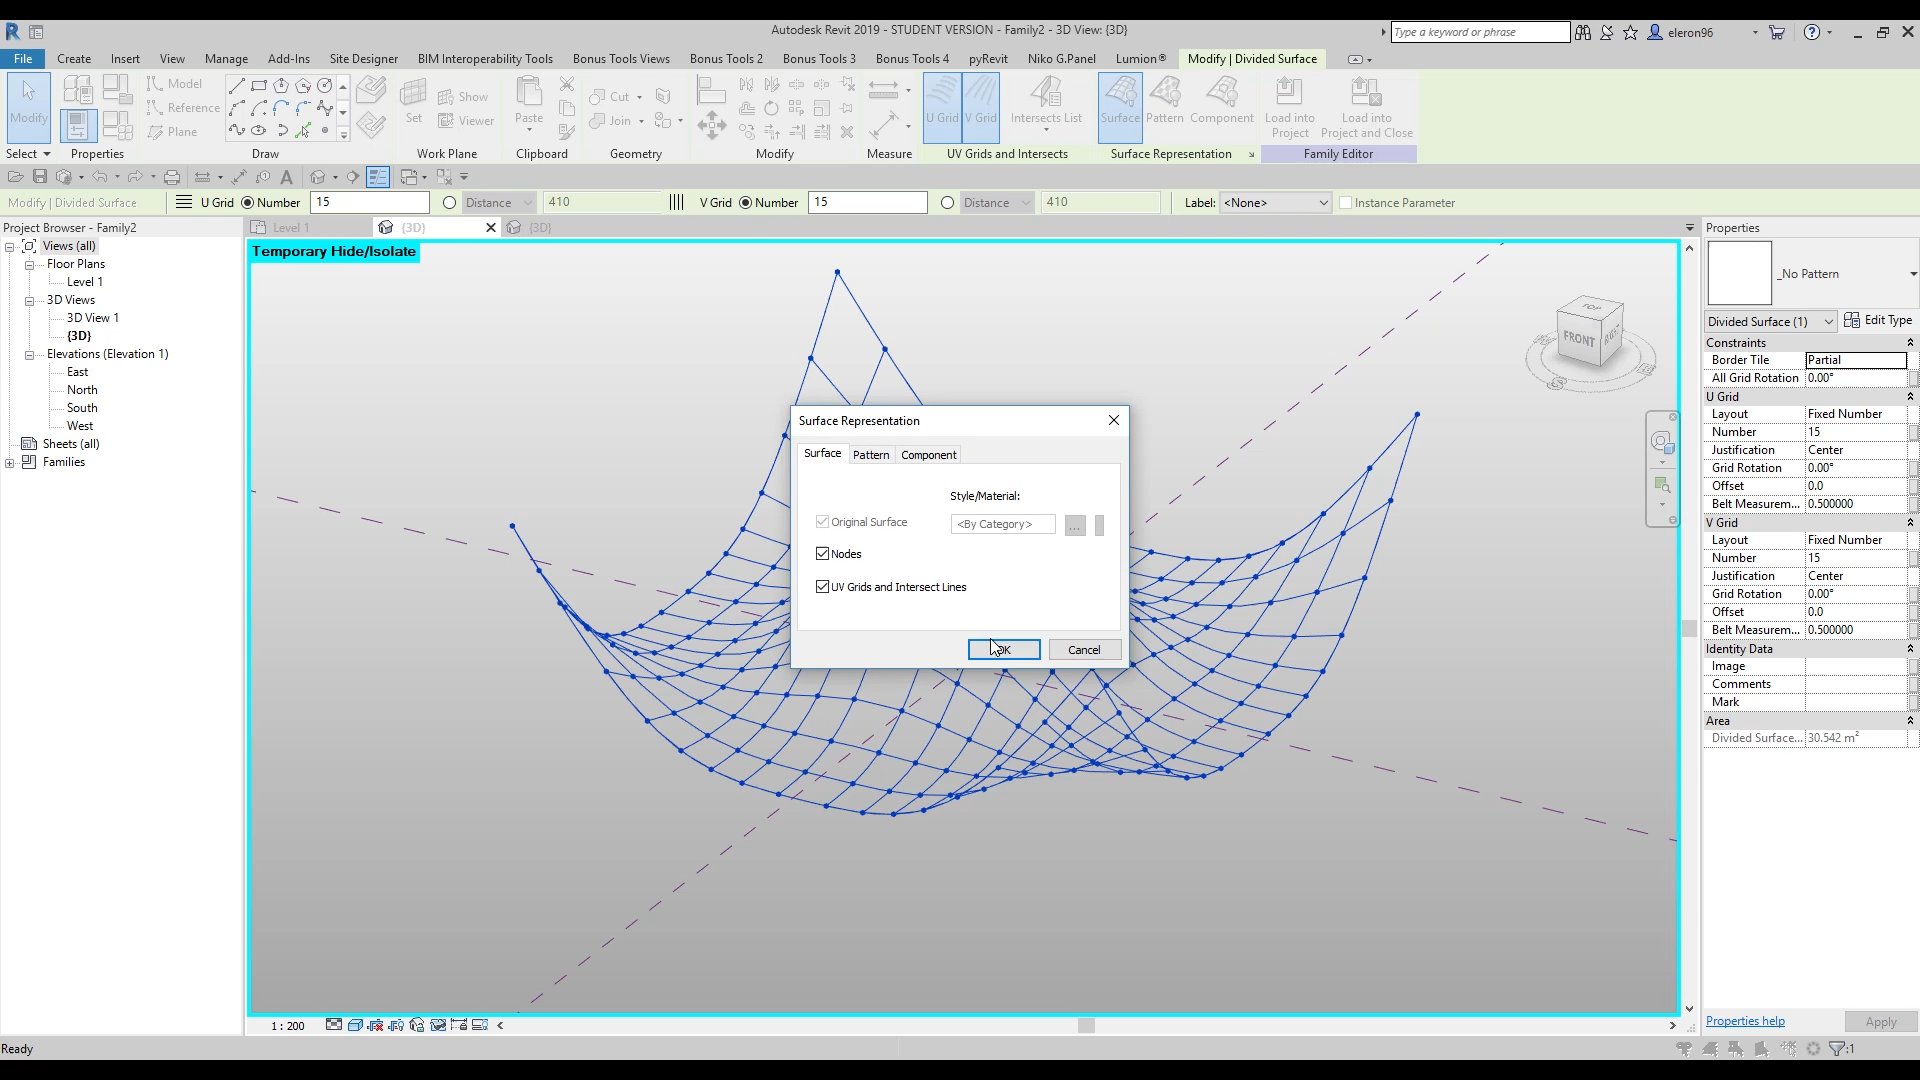 Autodesk Revit 2019 - STUDENT VERSION - Family2 - 3D View: {3D}
Type a keyword or phrase
eleron96
File Create Insert View Manage Add-Ins Site Designer BIM Interoperability Tools Bonus Tools Views Bonus Tools 2 Bonus Tools 3 Bonus Tools 4 pyRevit Niko G.Panel Lumion® Modify | Divided Surface
Model
Reference
Plane
Modify
Set
Show
Viewer
Paste
Cut
Join
U Grid V Grid Intersects List
Surface Pattern Component
Load into Project
Load into Project and Close
Select Properties Draw Work Plane Clipboard Geometry Modify Measure UV Grids and Intersects Surface Representation Family Editor
Modify | Divided Surface
U Grid Number 15 Distance 410 V Grid Number 15 Distance 410 Label: <None> Instance Parameter
Project Browser - Family2
Level 1 {3D} {3D}
Views (all)
Floor Plans
Level 1
3D Views
3D View 1
{3D}
Elevations (Elevation 1)
East
North
South
West
Sheets (all)
Families
Temporary Hide/Isolate
TOP
FRONT
RIGHT
S
Surface Representation
Surface Pattern Component
Style/Material:
Original Surface <By Category> ...
Nodes
UV Grids and Intersect Lines
Cancel
Properties
_No Pattern
Divided Surface (1) Edit Type
Constraints
Border Tile Partial
All Grid Rotation 0.00°
U Grid
Layout Fixed Number
Number 15
Justification Center
Grid Rotation 0.00°
Offset 0.0
Belt Measurem... 0.500000
V Grid
Layout Fixed Number
Number 15
Justification Center
Grid Rotation 0.00°
Offset 0.0
Belt Measurem... 0.500000
Identity Data
Image
Comments
Mark
Area
Divided Surface... 30.542 m²
Properties help Apply
1 : 200
Ready
:1